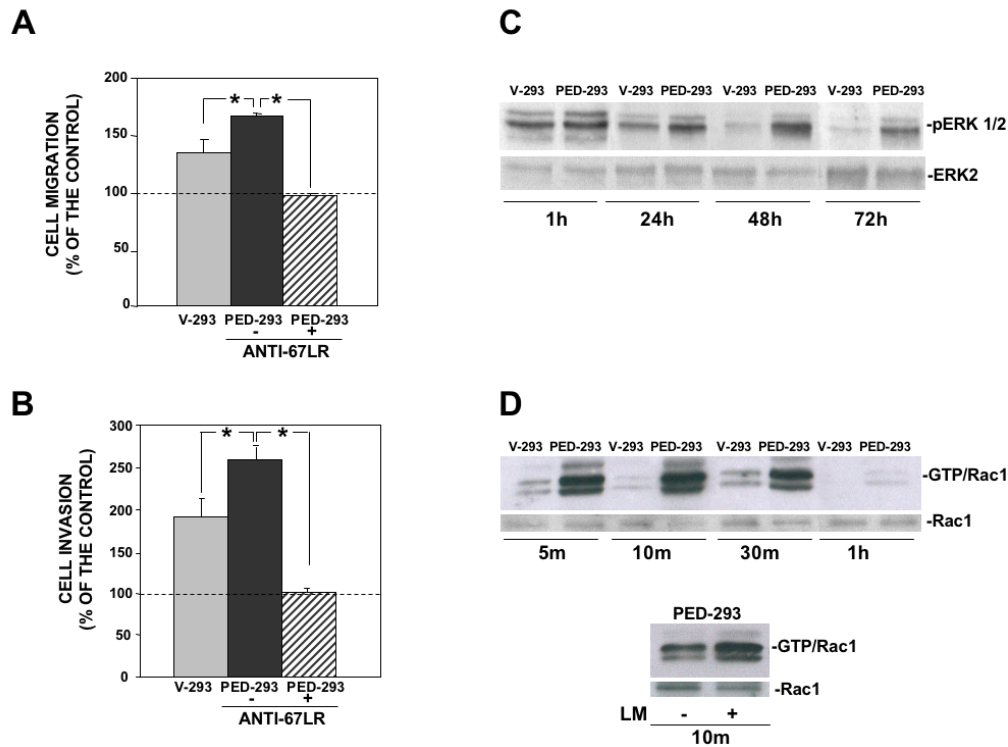 A
CELL MIGRATION
(% OF THE CONTROL)
200
150
100
50
0
* *
V-293 PED-293 PED-293
- +
ANTI-67LR
B
CELL INVASION
(% OF THE CONTROL)
300
250
200
150
100
50
0
* *
V-293 PED-293 PED-293
- +
ANTI-67LR
C
V-293 PED-293 V-293 PED-293 V-293 PED-293 V-293 PED-293
-pERK 1/2
-ERK2
1h 24h 48h 72h
D
V-293 PED-293 V-293 PED-293 V-293 PED-293 V-293 PED-293
-GTP/Rac1
-Rac1
5m 10m 30m 1h
PED-293
-GTP/Rac1
-Rac1
LM - +
10m